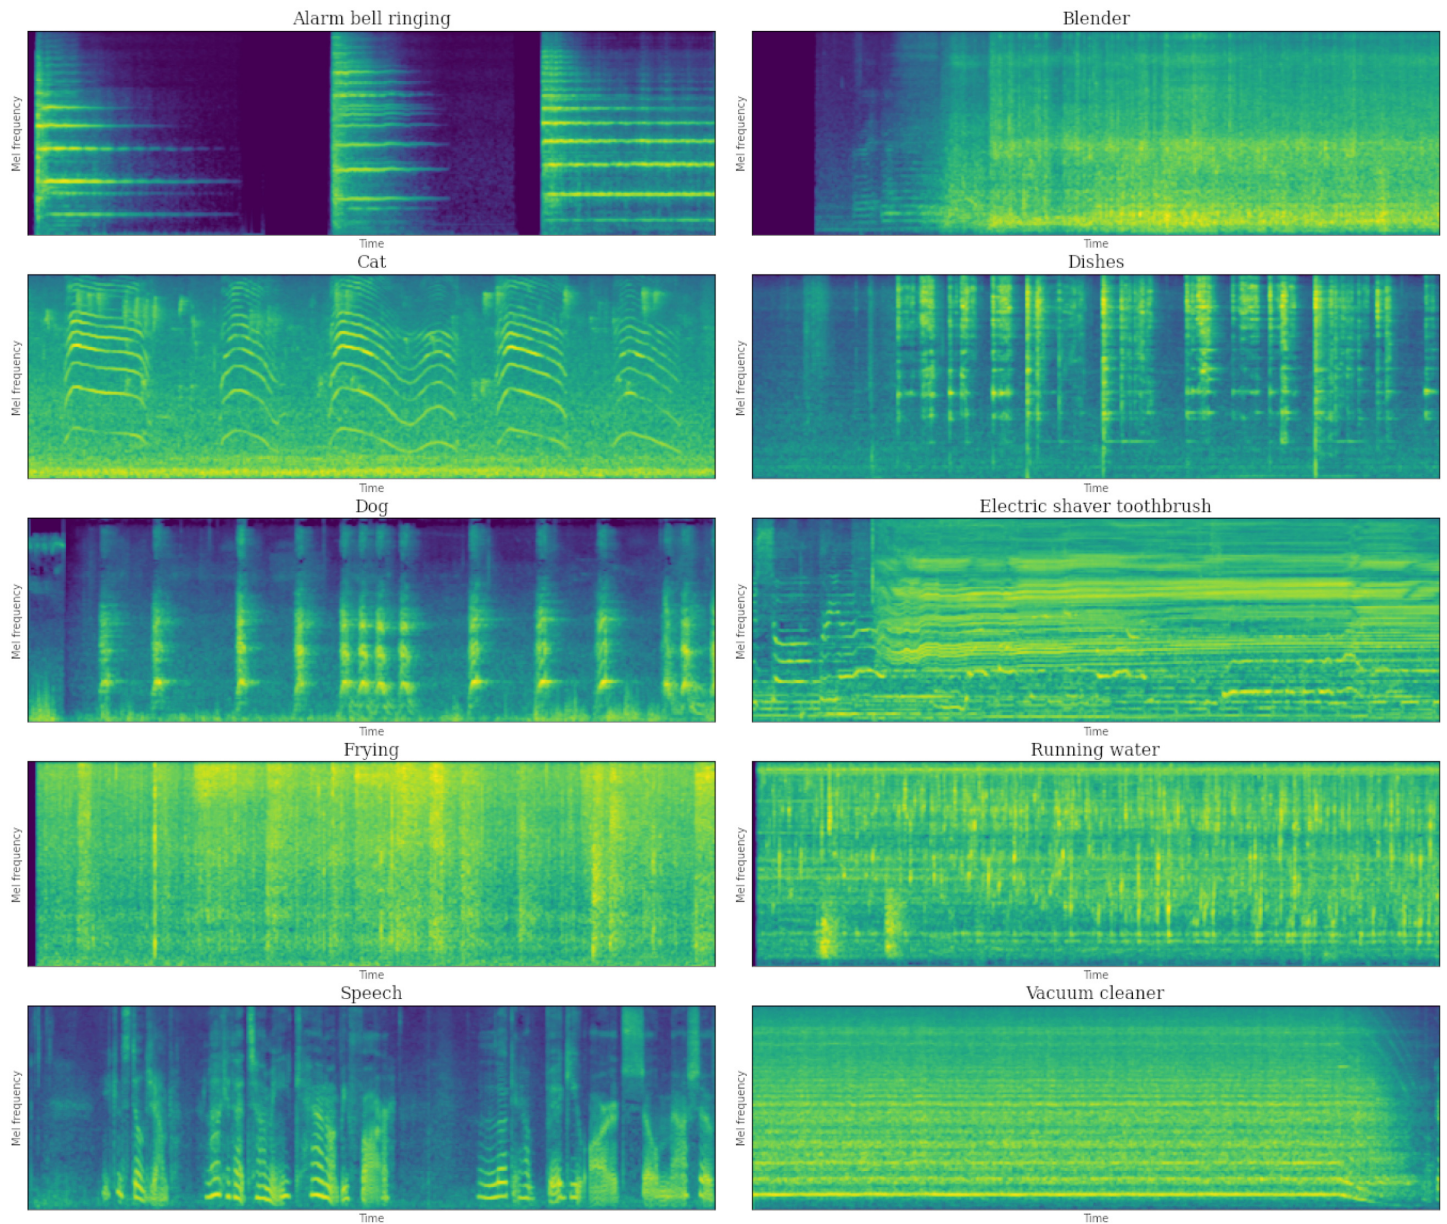 Alarm bell ringing
Mel frequency
Time
Blender
Mel frequency
Time
Cat
Mel frequency
Time
Dishes
Mel frequency
Time
Dog
Mel frequency
Time
Electric shaver toothbrush
Mel frequency
Time
Frying
Mel frequency
Time
Running water
Mel frequency
Time
Speech
Mel frequency
Time
Vacuum cleaner
Mel frequency
Time